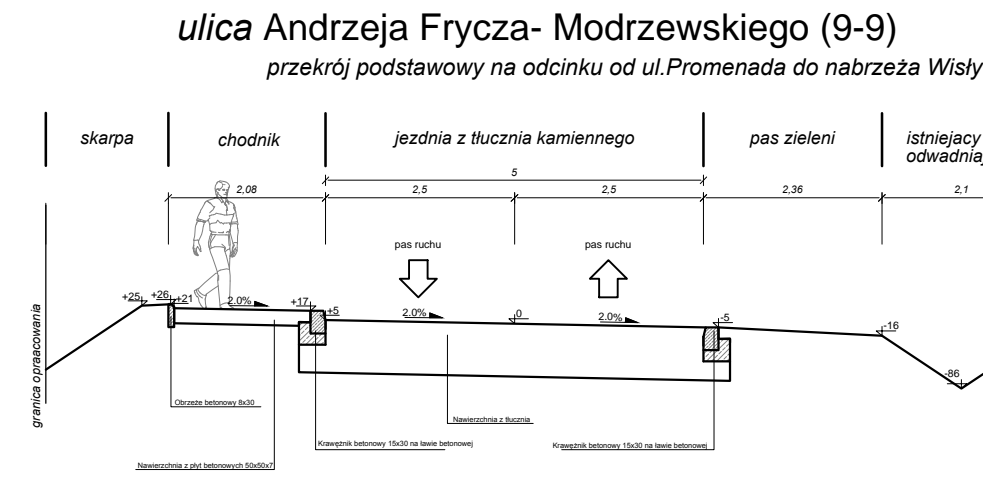 ulica Andrzeja Frycza- Modrzewskiego (9-9)
przekrój podstawowy na odcinku od ul.Promenada do nabrzeża Wisły
skarpa
chodnik
jezdnia z tłucznia kamiennego
pas zieleni
istniejacy
odwadniaj
5
2,08
2,5
2,5
2,36
2,1
pas ruchu
pas ruchu
+25
+26
+21
2.0%
+17
+5
2.0%
0
2.0%
-5
-16
-86
granica opraacowania
Obrzeże betonowy 8x30
Nawierzchnia z tłucznia
Krawężnik betonowy 15x30 na ławie betonowej
Krawężnik betonowy 15x30 na ławie betonowej
Nawierzchnia z płyt betonowych 50x50x7